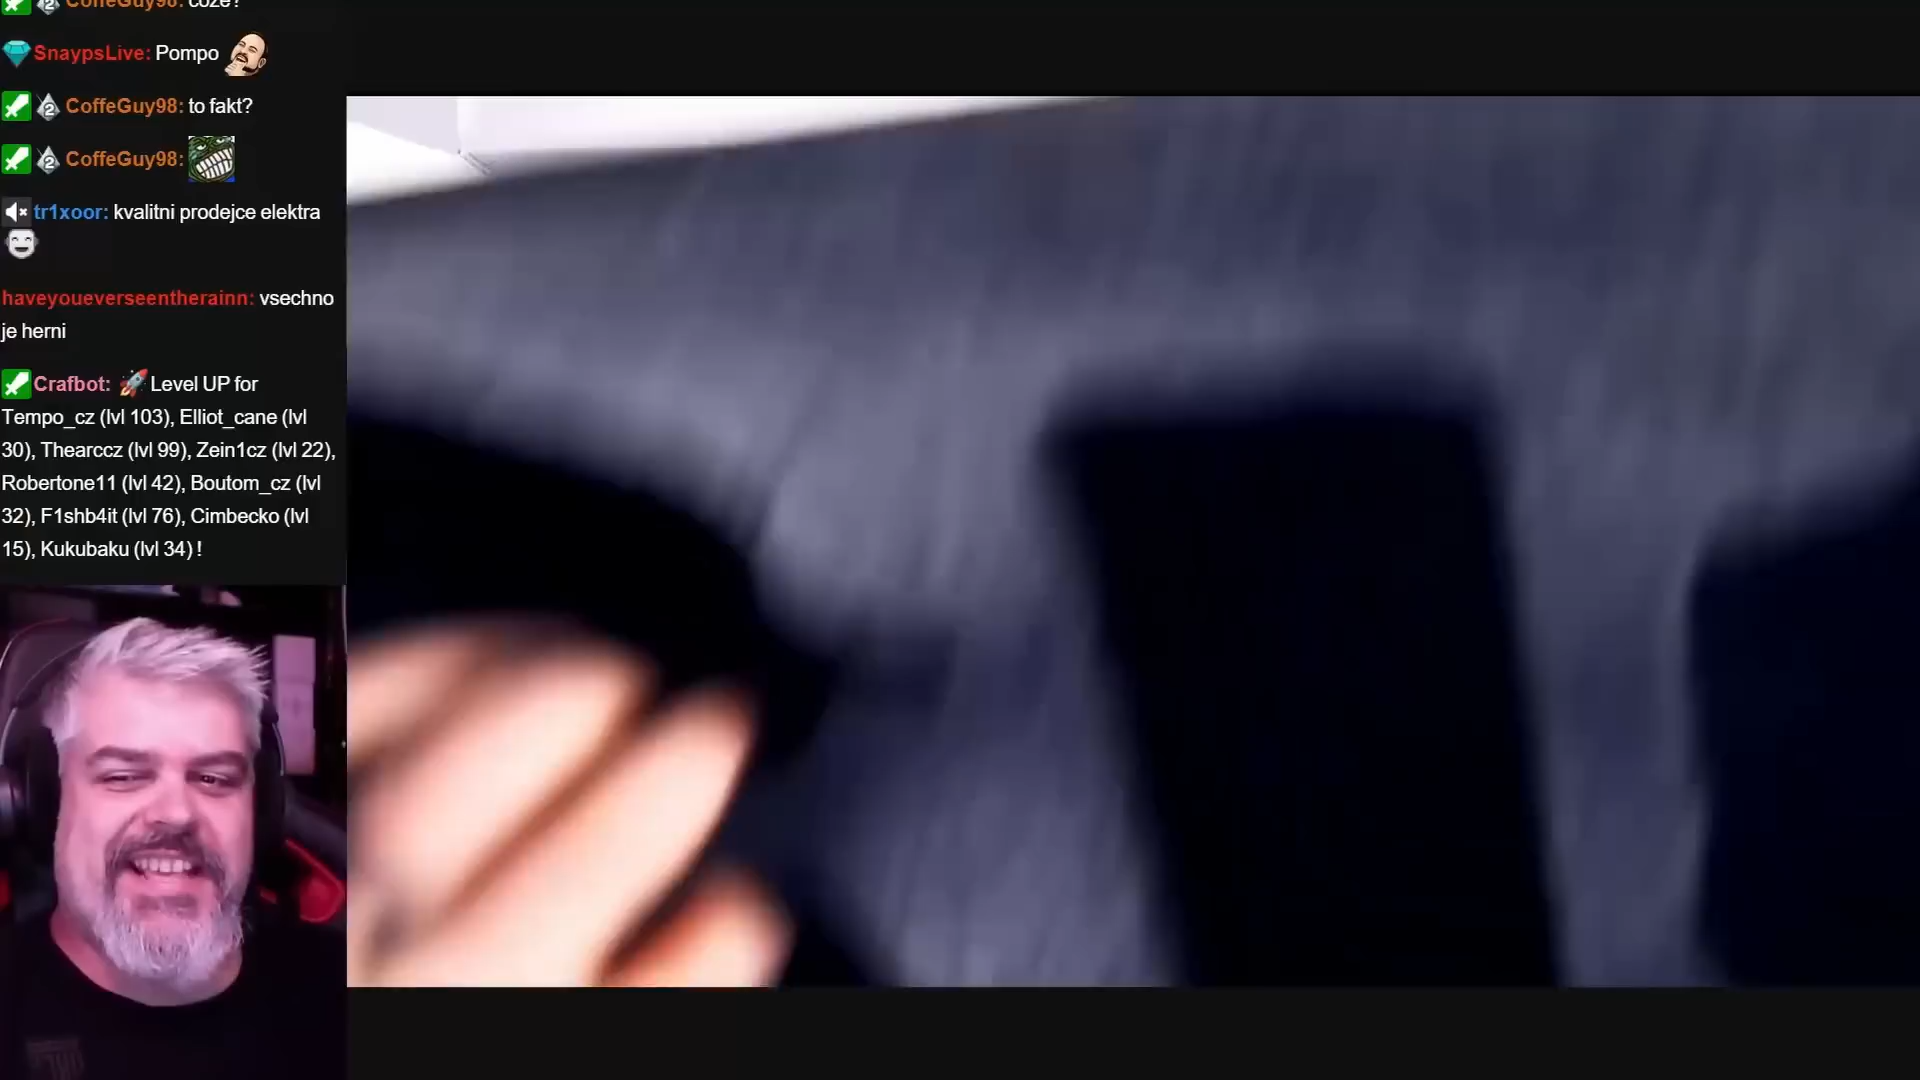 CoffeGuy98: coze?
SnaypsLive: Pompo
CoffeGuy98: to fakt?
CoffeGuy98:
tr1xoor: kvalitni prodejce elektra
haveyoueverseentherainn: vsechno
je herni
Crafbot: Level UP for
Tempo_cz (lvl 103), Elliot_cane (lvl
30), Thearccz (lvl 99), Zein1cz (lvl 22),
Robertone11 (lvl 42), Boutom_cz (lvl
32), F1shb4it (lvl 76), Cimbecko (lvl
15), Kukubaku (lvl 34) !